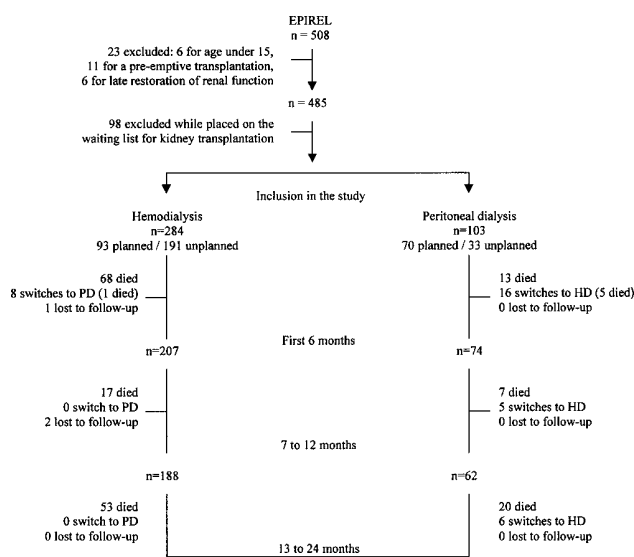 EPIREL
n = 508
23 excluded: 6 for age under 15,
11 for a pre-emptive transplantation,
6 for late restoration of renal function
n = 485
98 excluded while placed on the
waiting list for kidney transplantation
Inclusion in the study
Hemodialysis
n=284
93 planned / 191 unplanned
Peritoneal dialysis
n=103
70 planned / 33 unplanned
68 died
8 switches to PD (1 died)
1 lost to follow-up
13 died
16 switches to HD (5 died)
0 lost to follow-up
First 6 months
n=207
n=74
17 died
0 switch to PD
2 lost to follow-up
7 died
5 switches to HD
0 lost to follow-up
7 to 12 months
n=188
n=62
53 died
0 switch to PD
0 lost to follow-up
20 died
6 switches to HD
0 lost to follow-up
13 to 24 months